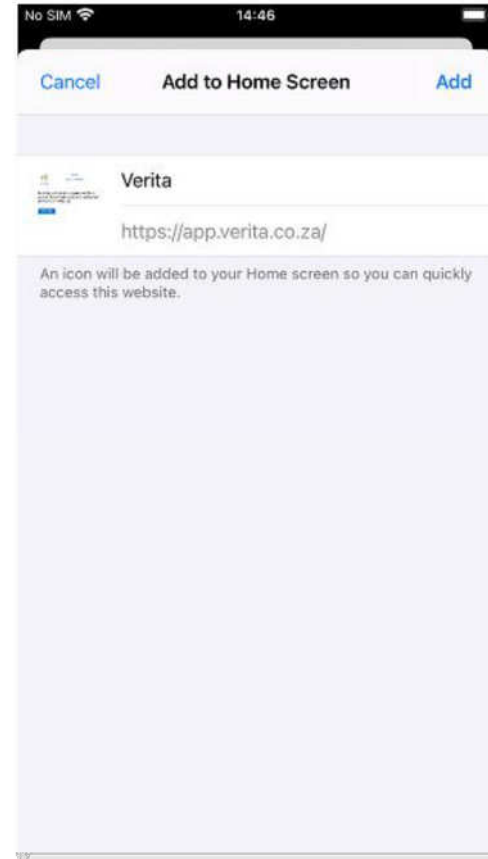 No SIM 14:46
Cancel Add to Home Screen Add
Verita
https://app.verita.co.za/
An icon will be added to your Home screen so you can quickly
access this website.